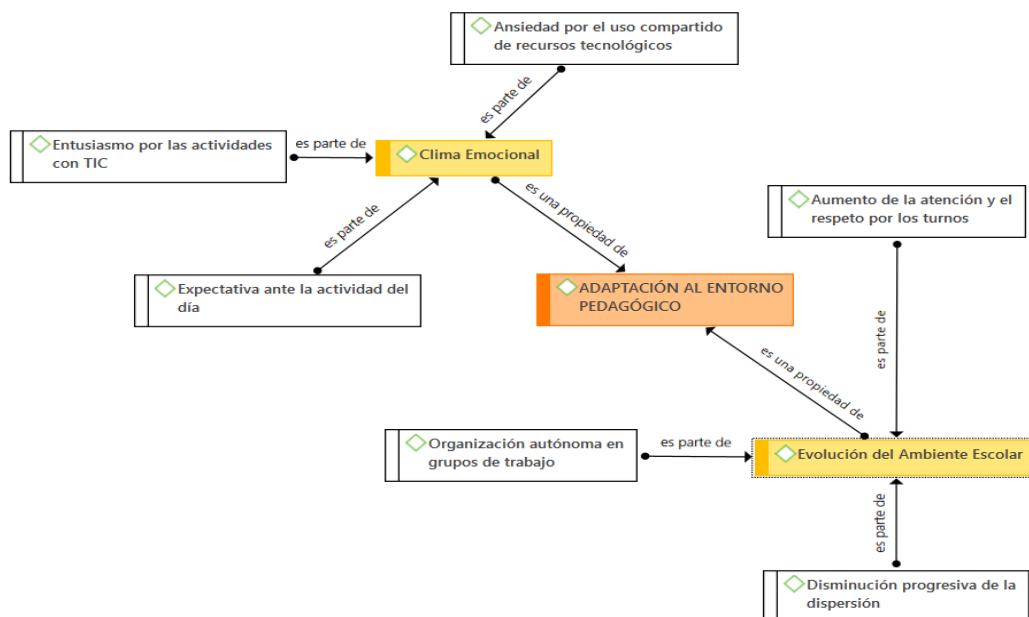 Ansiedad por el uso compartido
de recursos tecnológicos
es parte de
Entusiasmo por las actividades
con TIC
es parte de
Clima Emocional
es parte de
es una propiedad de
Aumento de la atención y el
respeto por los turnos
Expectativa ante la actividad del
día
ADAPTACIÓN AL ENTORNO
PEDAGÓGICO
es parte de
es una propiedad de
Organización autónoma en
grupos de trabajo
es parte de
Evolución del Ambiente Escolar
es parte de
Disminución progresiva de la
dispersión